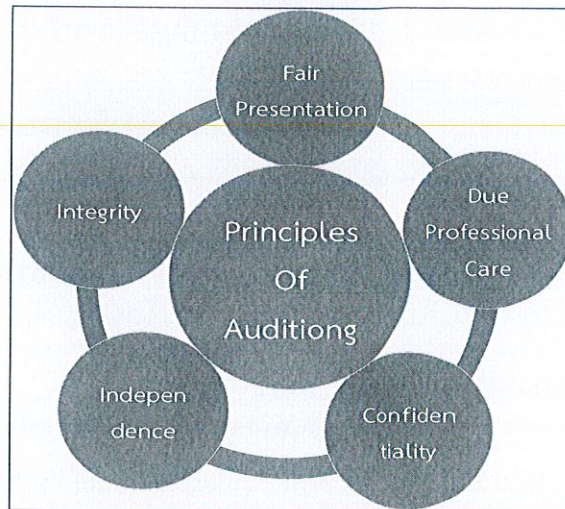 Fair
Presentation
Integrity
Due
Professional
Care
Principles
Of
Auditiong
Indepen
dence
Confiden
tiality